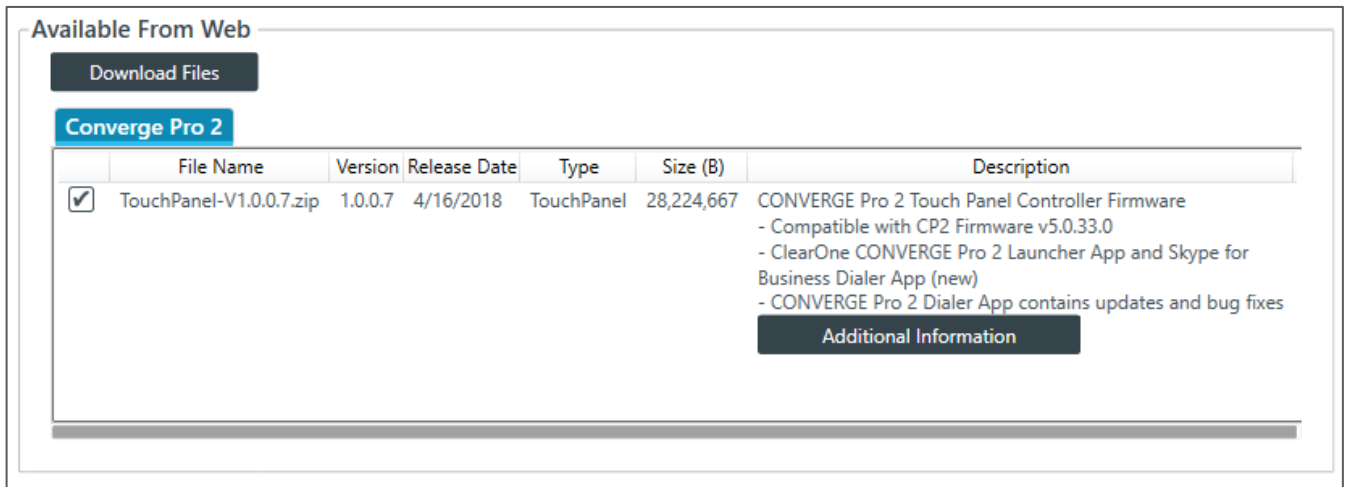 Available From Web
Download Files
Converge Pro 2
File Name Version Release Date Type Size (B) Description
TouchPanel-V1.0.0.7.zip 1.0.0.7 4/16/2018 TouchPanel 28,224,667 CONVERGE Pro 2 Touch Panel Controller Firmware
- Compatible with CP2 Firmware v5.0.33.0
- ClearOne CONVERGE Pro 2 Launcher App and Skype for
Business Dialer App (new)
- CONVERGE Pro 2 Dialer App contains updates and bug fixes
Additional Information